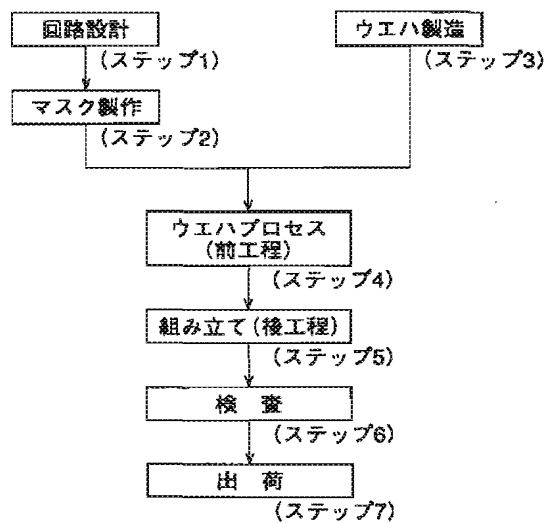 回路設計
(ステップ1)
ウエハ製造
(ステップ3)
マスク製作
(ステップ2)
ウエハプロセス
(前工程)
(ステップ4)
組み立て(後工程)
(ステップ5)
検 査
(ステップ6)
出 荷
(ステップ7)